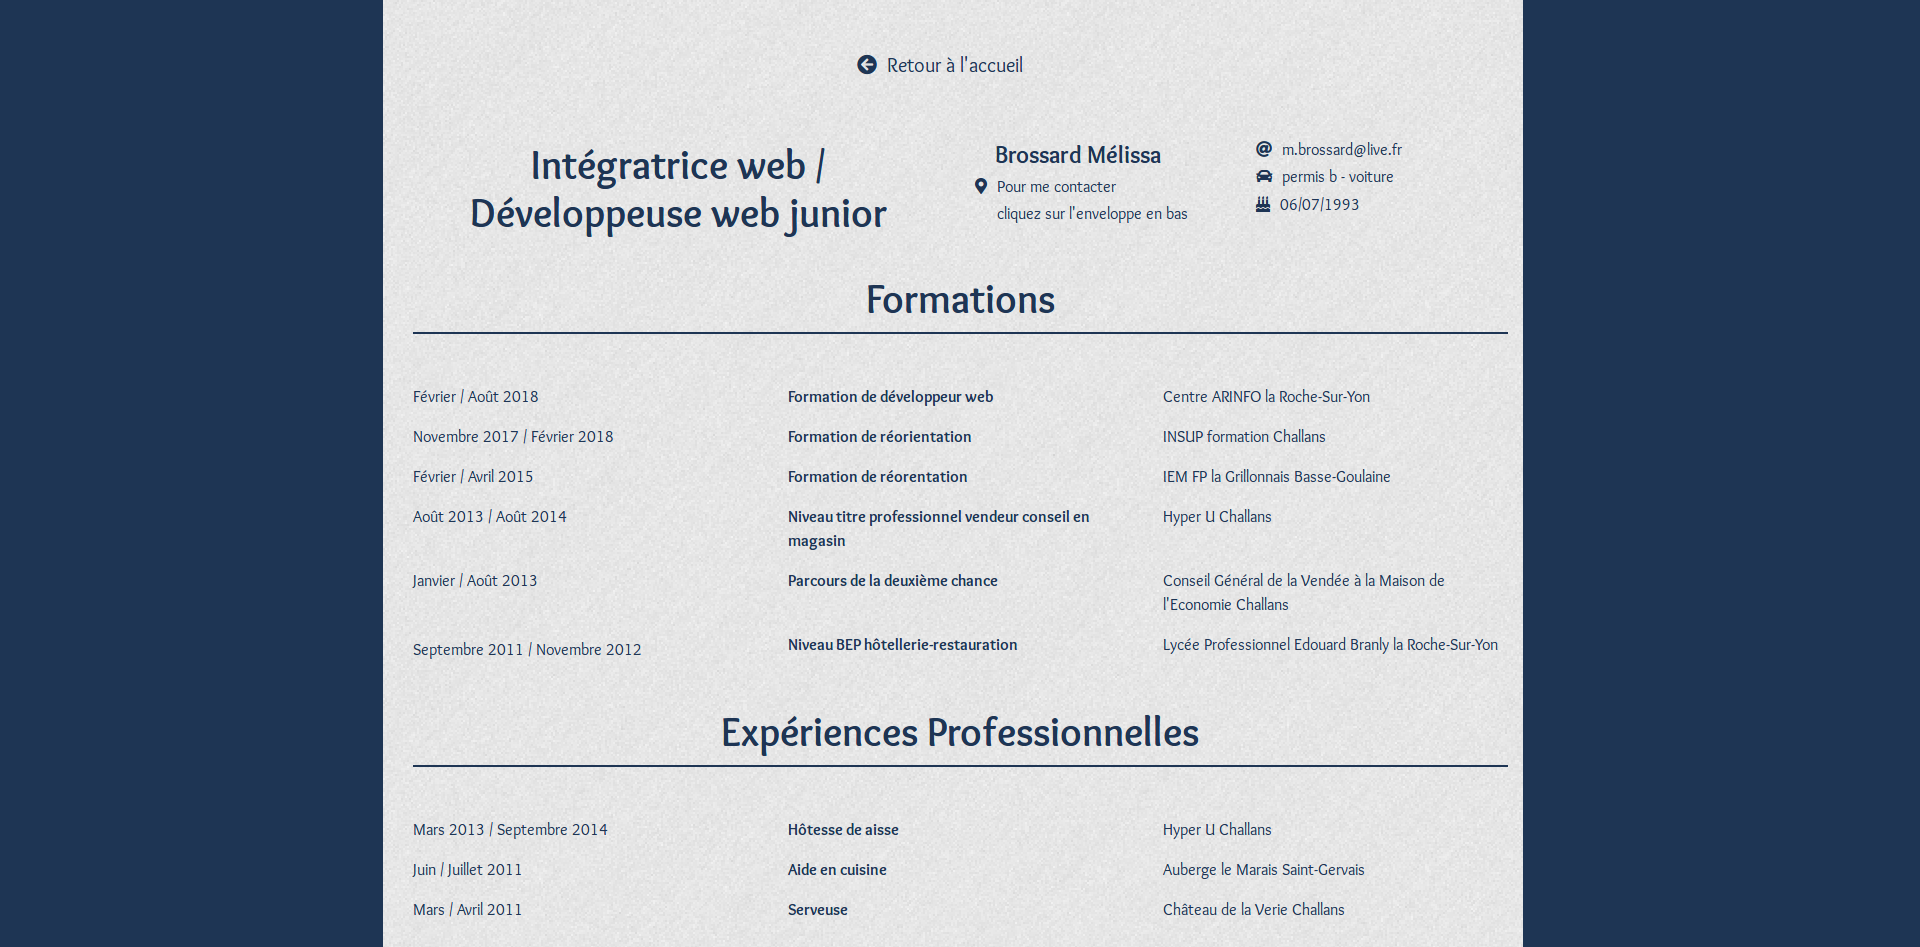 Retour à l'accueil
Intégratrice web /
Développeuse web junior
Brossard Mélissa
Pour me contacter
cliquez sur l'enveloppe en bas
m.brossard@live.fr
permis b - voiture
06/07/1993
Formations
Février / Août 2018 Formation de développeur web Centre ARINFO la Roche-Sur-Yon
Novembre 2017 / Février 2018 Formation de réorientation INSUP formation Challans
Février / Avril 2015 Formation de réorentation IEM FP la Grillonnais Basse-Goulaine
Août 2013 / Août 2014 Niveau titre professionnel vendeur conseil en Hyper U Challans
magasin
Janvier / Août 2013 Parcours de la deuxième chance Conseil Général de la Vendée à la Maison de
l'Economie Challans
Septembre 2011 / Novembre 2012 Niveau BEP hôtellerie-restauration Lycée Professionnel Edouard Branly la Roche-Sur-Yon
Expériences Professionnelles
Mars 2013 / Septembre 2014 Hôtesse de aisse Hyper U Challans
Juin / Juillet 2011 Aide en cuisine Auberge le Marais Saint-Gervais
Mars / Avril 2011 Serveuse Château de la Verie Challans